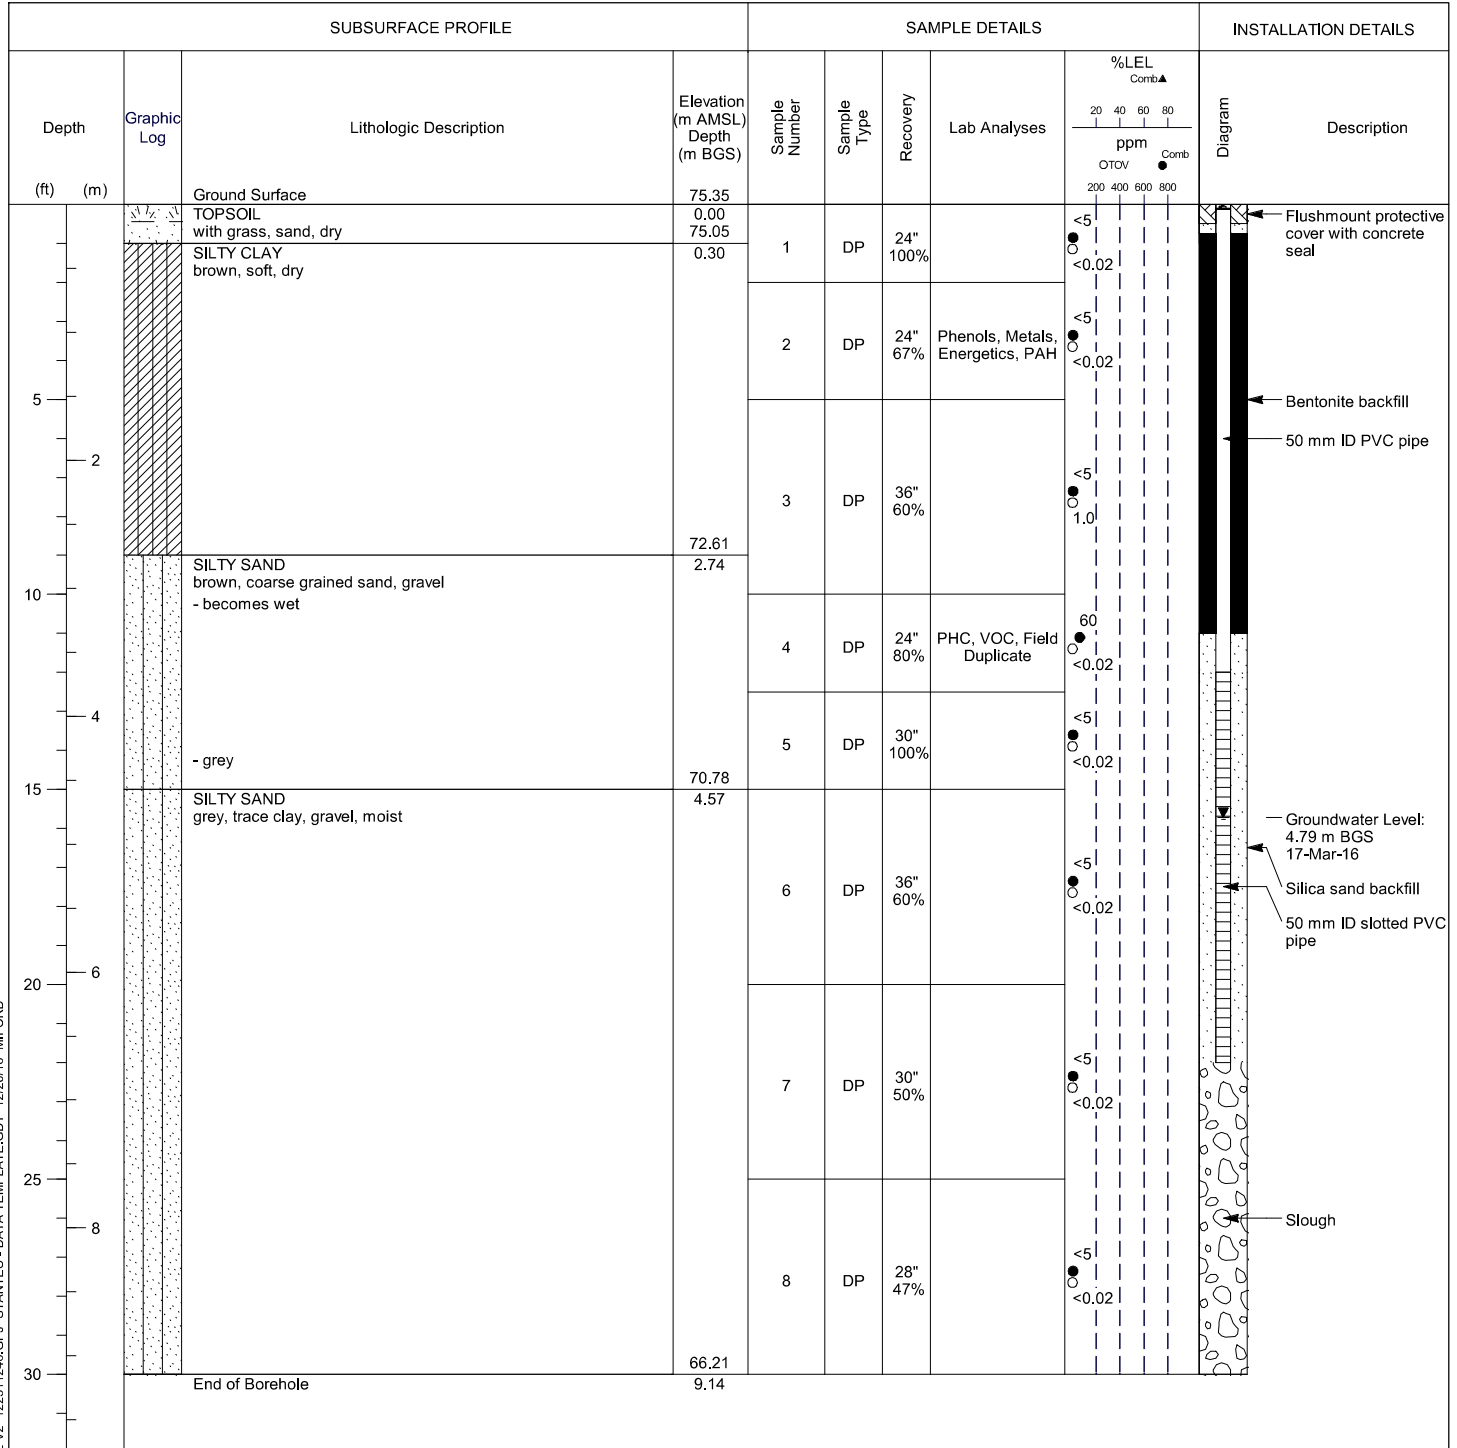 SUBSURFACE PROFILE
SAMPLE DETAILS
INSTALLATION DETAILS
Depth
(ft) (m)
Graphic
Log
Lithologic Description
Elevation
(m AMSL)
Depth
(m BGS)
Sample
Number
Sample
Type
Recovery
Lab Analyses
%LEL
Comb▲
20 40 60 80
ppm
OTOV ● Comb
200 400 600 800
Diagram
Description
Ground Surface 75.35
TOPSOIL 0.00
with grass, sand, dry 75.05
SILTY CLAY 0.30
brown, soft, dry
72.61
SILTY SAND 2.74
brown, coarse grained sand, gravel
- becomes wet
- grey
70.78
SILTY SAND 4.57
grey, trace clay, gravel, moist
66.21
End of Borehole 9.14
5
10
15
20
25
30
2
4
6
8
1 DP 24"
100%
<5
<0.02
2 DP 24"
67%
Phenols, Metals,
Energetics, PAH
<5
<0.02
3 DP 36"
60%
<5
1.0
4 DP 24"
80%
PHC, VOC, Field
Duplicate
60
<0.02
5 DP 30"
100%
<5
<0.02
6 DP 36"
60%
<5
<0.02
7 DP 30"
50%
<5
<0.02
8 DP 28"
47%
<5
<0.02
Flushmount protective
cover with concrete
seal
Bentonite backfill
50 mm ID PVC pipe
Groundwater Level:
4.79 m BGS
17-Mar-16
Silica sand backfill
50 mm ID slotted PVC
pipe
Slough